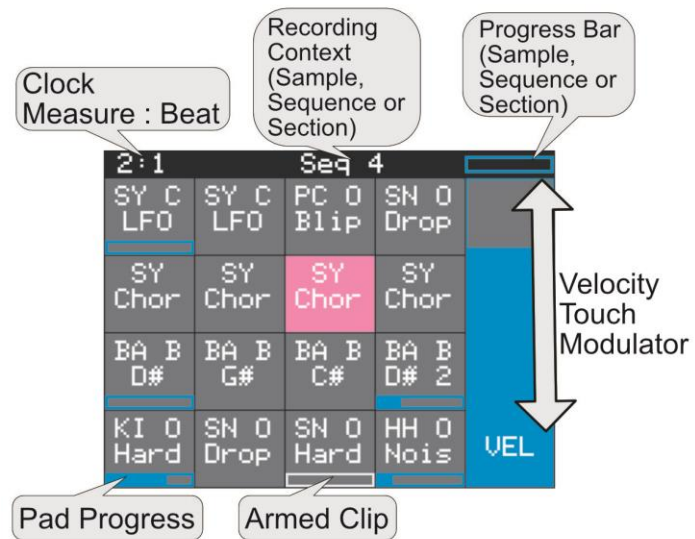 Clock
Measure : Beat
Recording
Context
(Sample,
Sequence or
Section)
Progress Bar
(Sample,
Sequence or
Section)
2:1 Seq 4
SY C SY C PC O SN O
LFO LFO Blip Drop
SY SY SY SY
Chor Chor Chor Chor
BA B BA B BA B BA B
D# G# C# D# 2
KI O SN O SN O HH O
Hard Drop Hard Nois
VEL
Velocity
Touch
Modulator
Pad Progress
Armed Clip